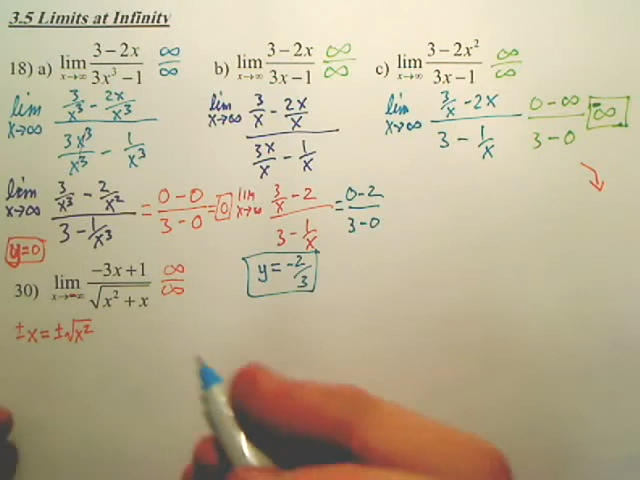 3.5 Limits at Infinity
18) a) lim x→∞ (3 − 2x)/(3x³ − 1) ∞/∞ b) lim x→∞ (3 − 2x)/(3x − 1) ∞/∞ c) lim x→∞ (3 − 2x²)/(3x − 1) ∞/∞
lim x→∞ (3/x³ − 2x/x³)/(3x³/x³ − 1/x³) lim x→∞ (3/x − 2x/x)/(3x/x − 1/x) lim x→∞ (3/x − 2x)/(3 − 1/x) (0 − ∞)/(3 − 0) -∞
lim x→∞ (3/x³ − 2/x²)/(3 − 1/x³) = (0 − 0)/(3 − 0) = 0 lim x→∞ (3/x − 2)/(3 − 1/x) = (0 − 2)/(3 − 0)
y=0 y = -2/3
30) lim x→-∞ (−3x + 1)/√(x² + x) ∞/∞
±x = ±√x²